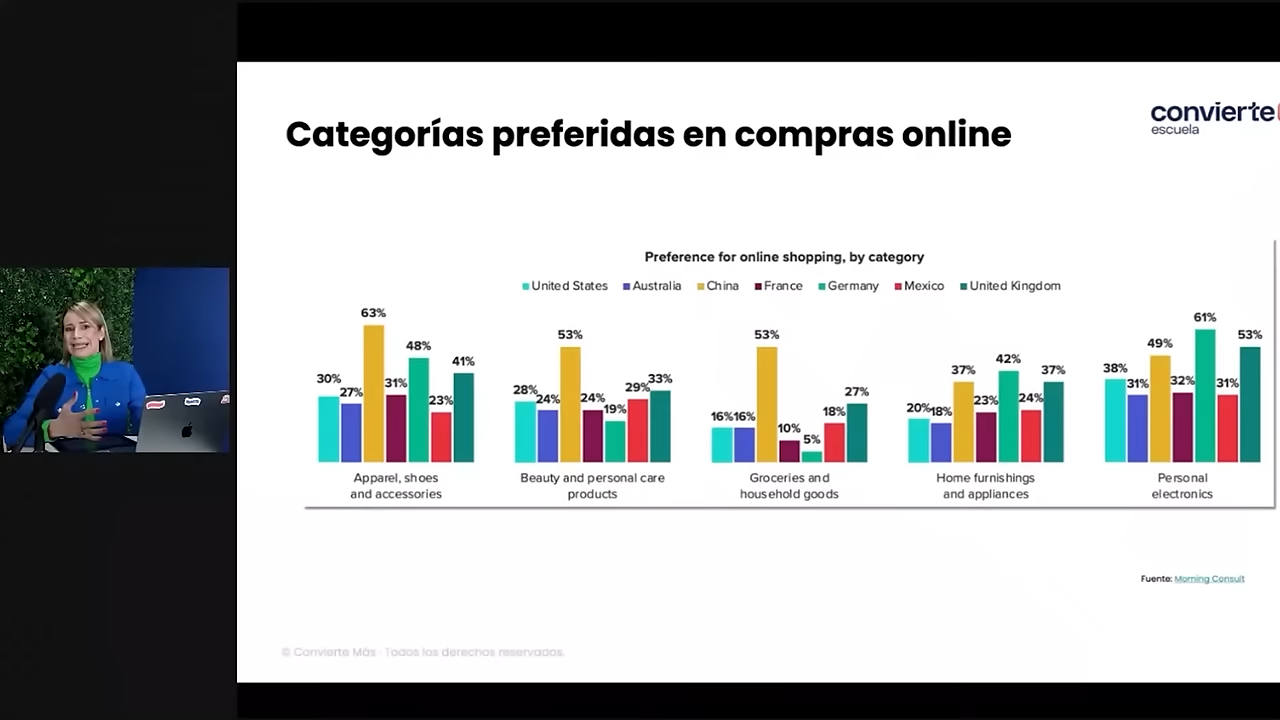 Categorías preferidas en compras online
convierte
escuela
Preference for online shopping, by category
United States Australia China France Germany Mexico United Kingdom
30% 27% 63% 31% 48% 23% 41%
28% 24% 53% 24% 19% 29% 33%
16% 16% 53% 10% 5% 18% 27%
20% 18% 37% 23% 42% 24% 37%
38% 31% 49% 32% 61% 31% 53%
Apparel, shoes
and accessories
Beauty and personal care
products
Groceries and
household goods
Home furnishings
and appliances
Personal
electronics
Fuente: Morning Consult
© Convierte Más · Todos los derechos reservados.